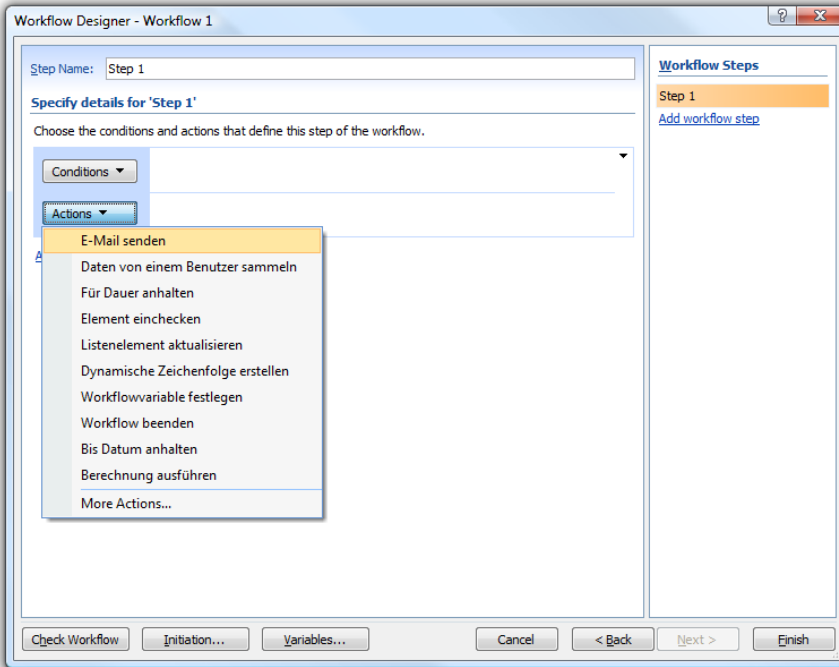 Workflow Designer - Workflow 1
Step Name: Step 1
Specify details for 'Step 1'
Choose the conditions and actions that define this step of the workflow.
Conditions
Actions
A
E-Mail senden
Daten von einem Benutzer sammeln
Für Dauer anhalten
Element einchecken
Listenelement aktualisieren
Dynamische Zeichenfolge erstellen
Workflowvariable festlegen
Workflow beenden
Bis Datum anhalten
Berechnung ausführen
More Actions...
Workflow Steps
Step 1
Add workflow step
Check Workflow Initiation... Variables... Cancel < Back Next > Finish